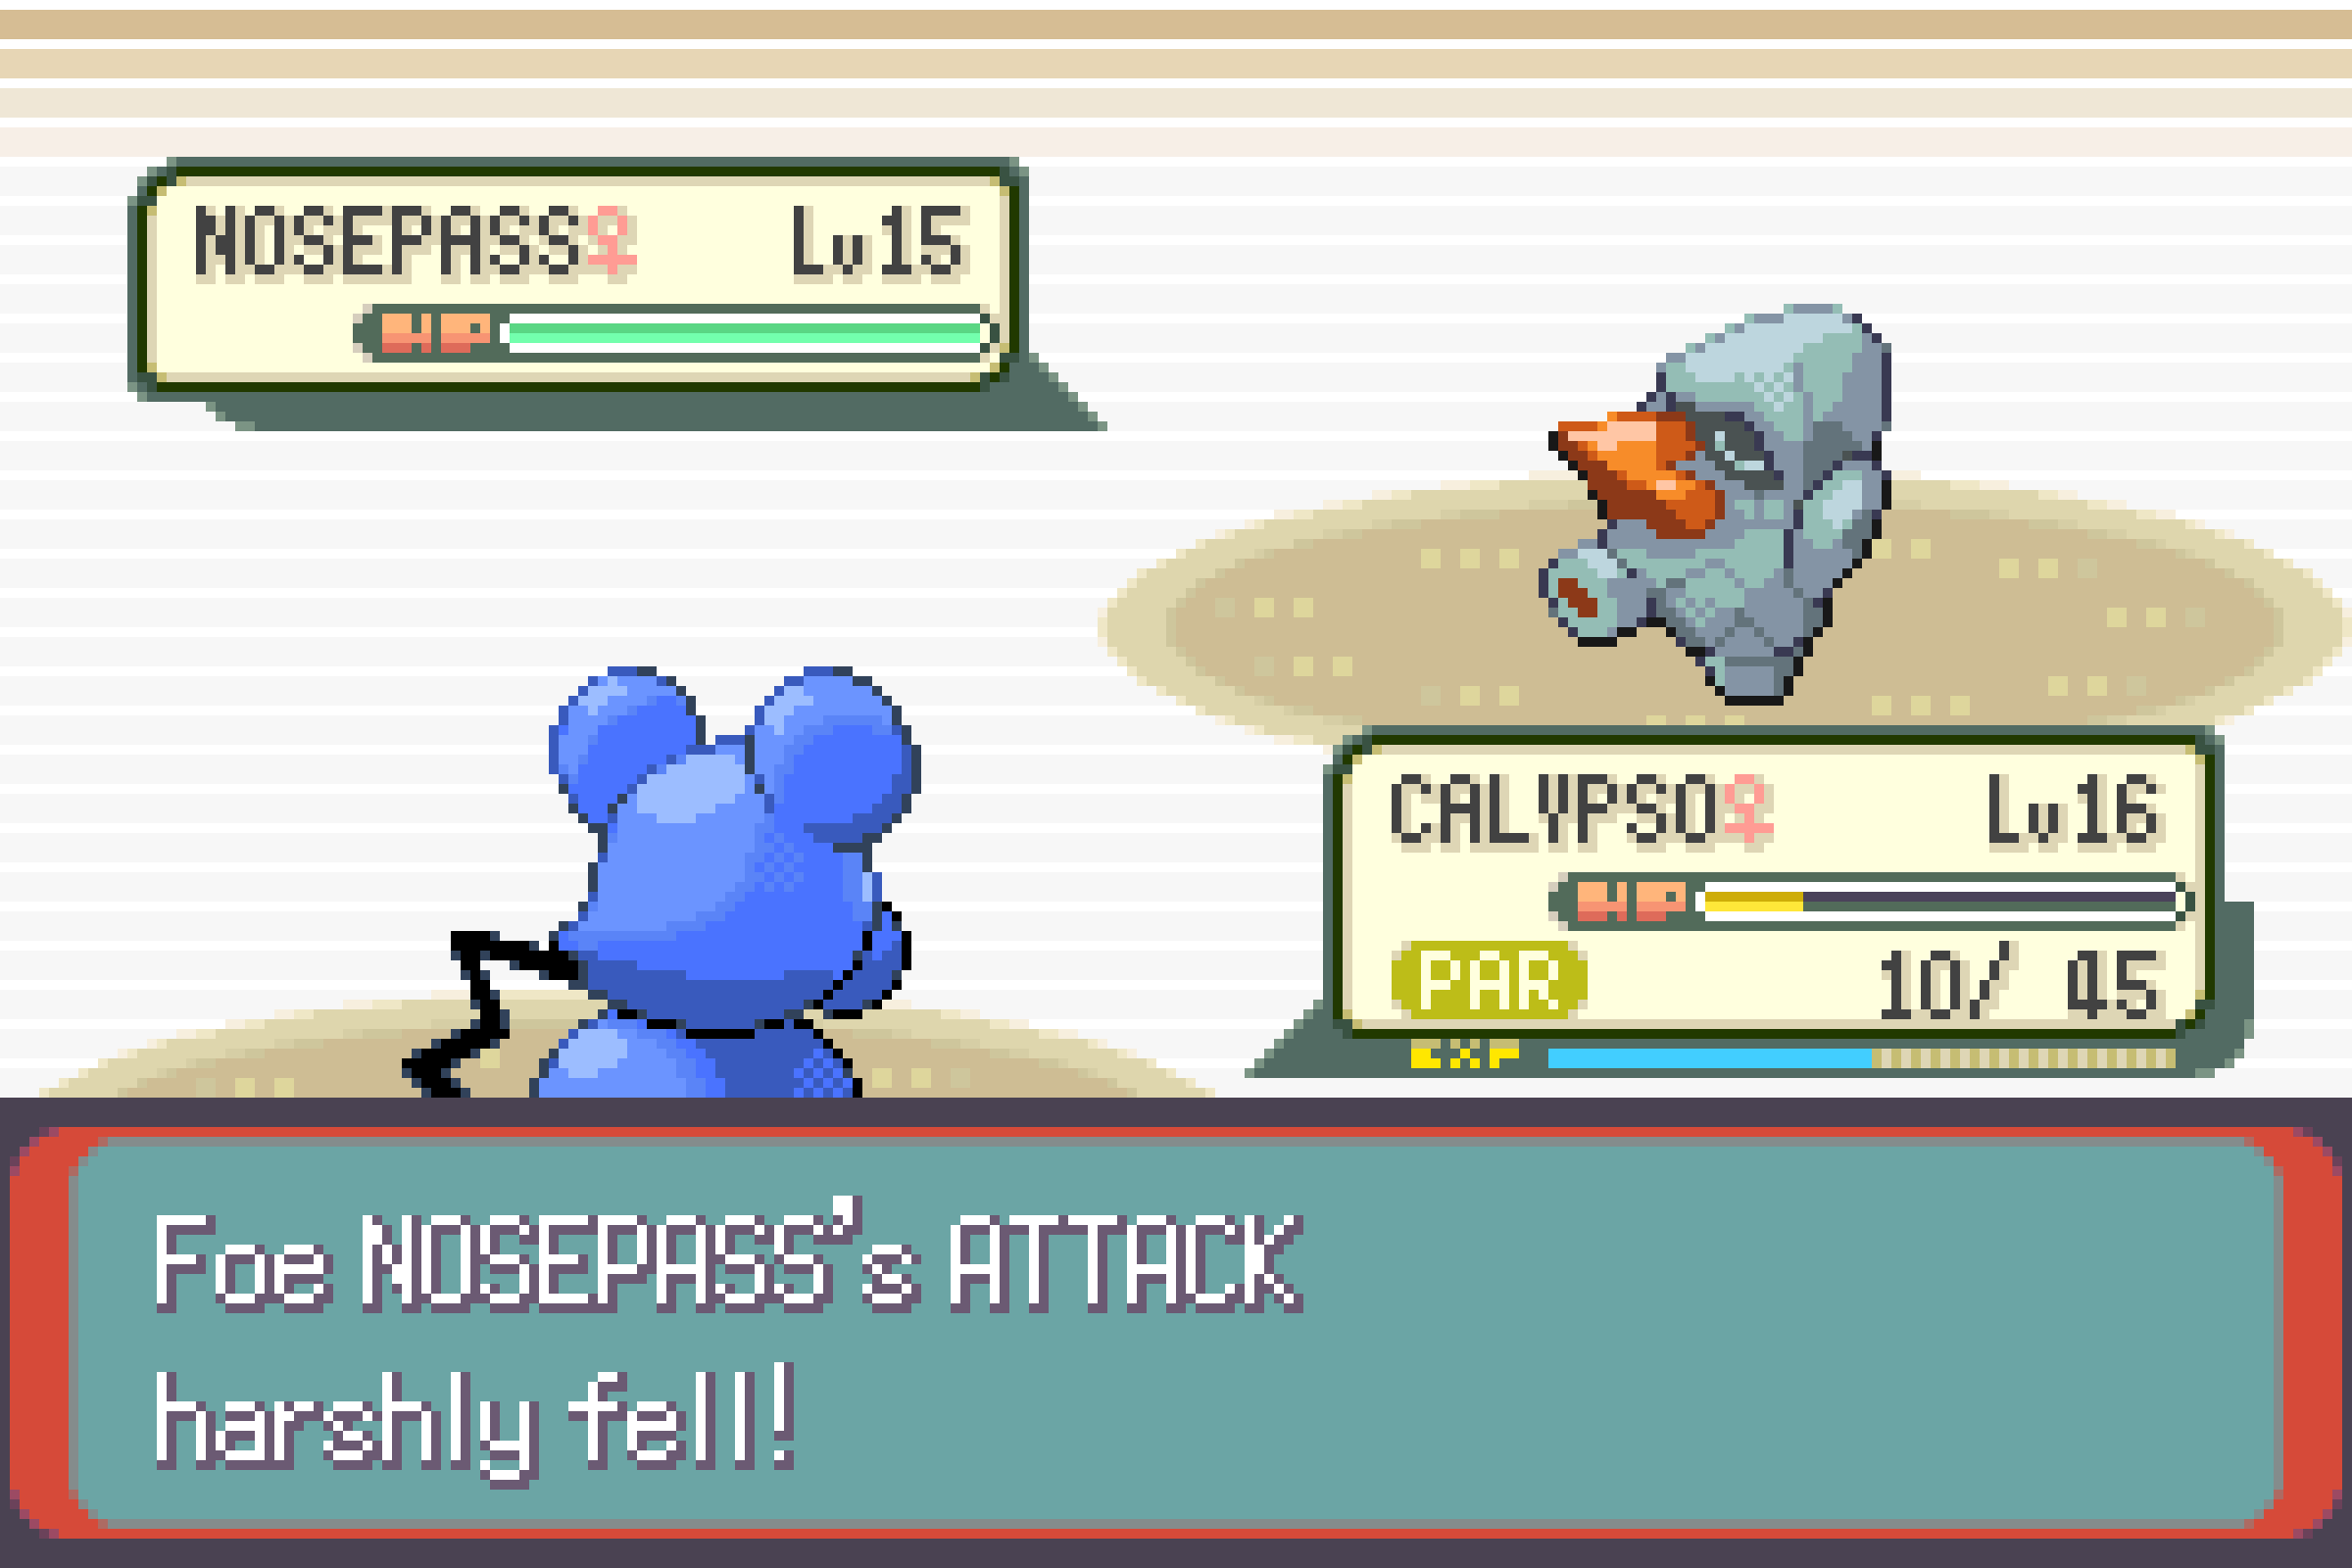 NOSEPASS♀ Lv15
HP
CALYPSO♀ Lv16
HP
PAR 10/ 45
EXP
Foe NOSEPASS's ATTACK
harshly fell!